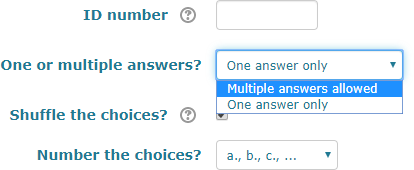 ID number ?
One or multiple answers? One answer only
Multiple answers allowed
One answer only
Shuffle the choices? ?
Number the choices? a., b., c., ...